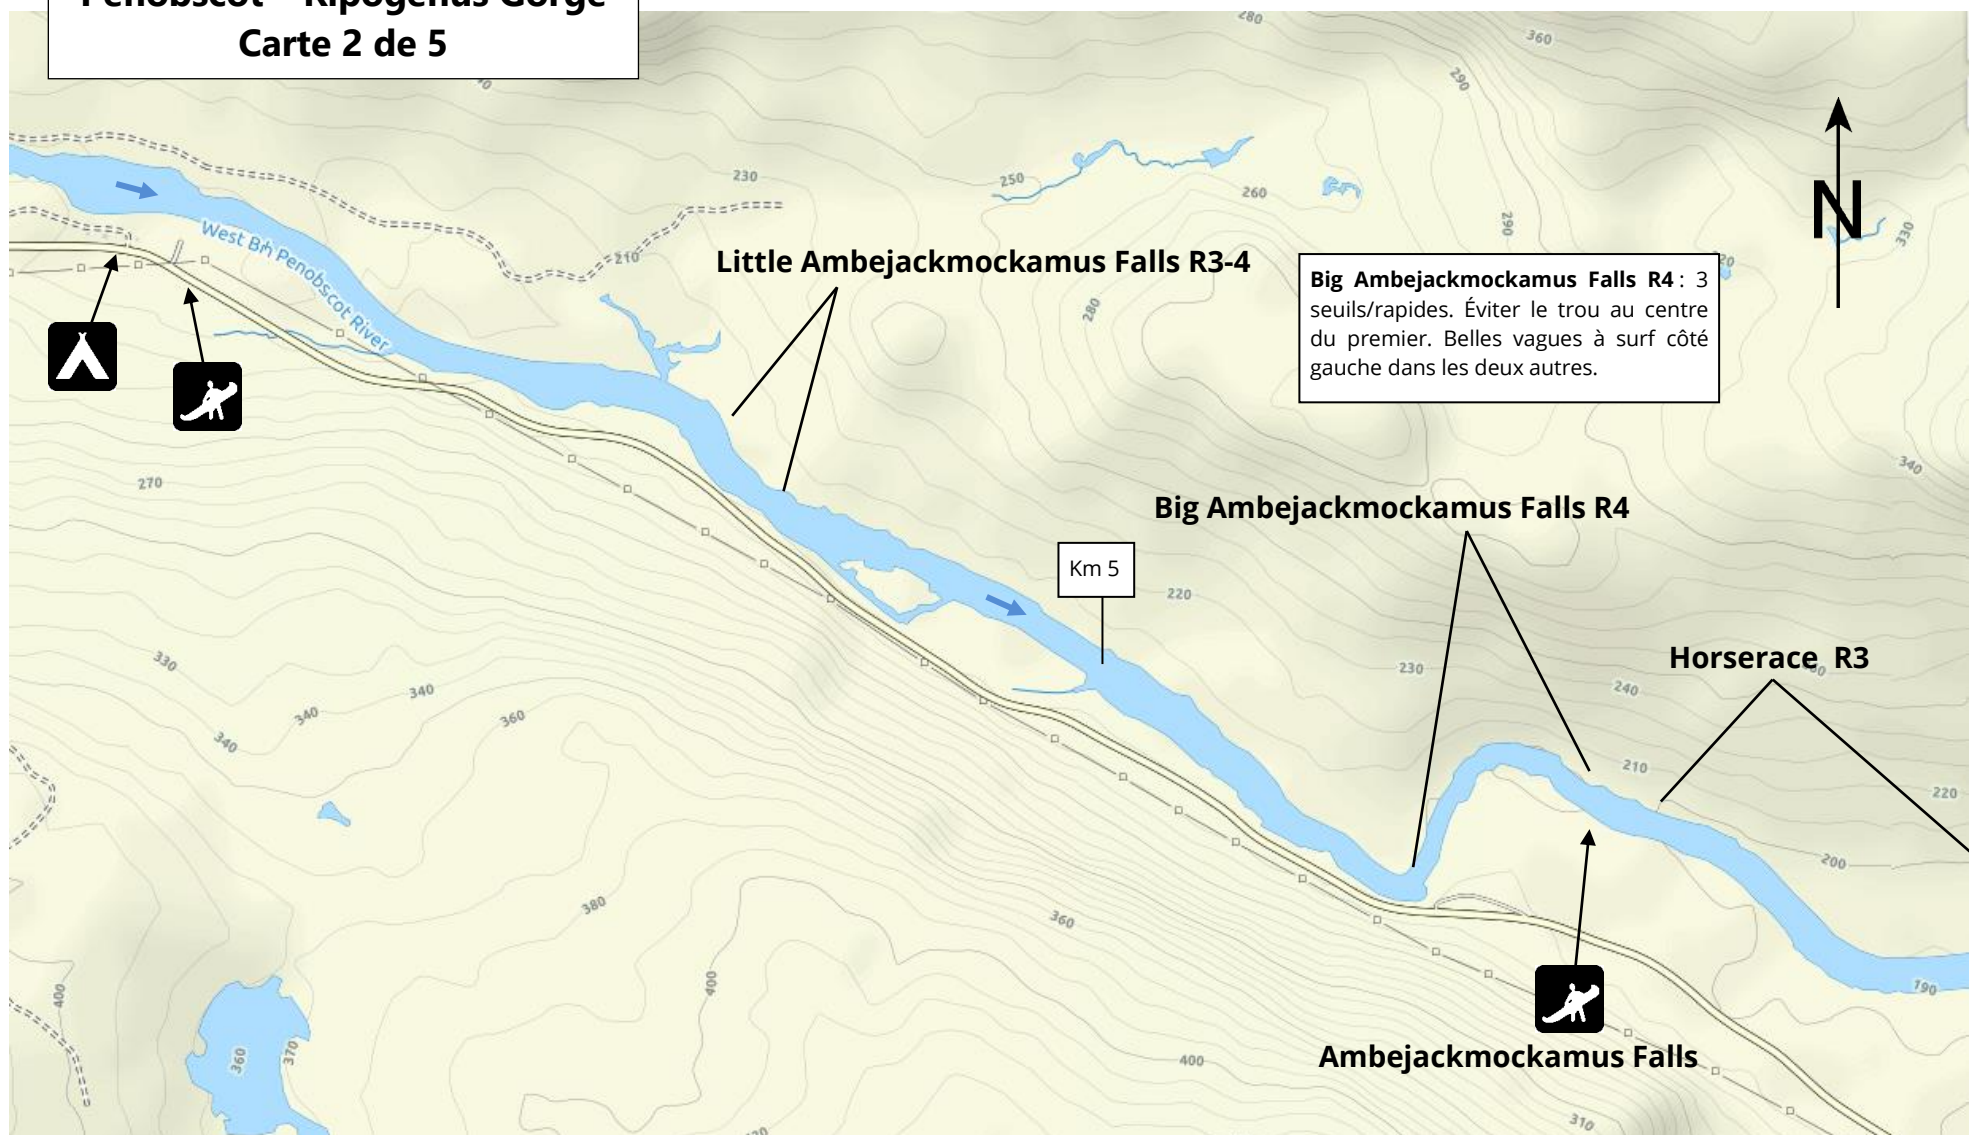 Penobscot - Ripogenus Gorge
Carte 2 de 5
280
360
290
N
West Bh Penobscot River
230
250
260
290
330
210
Little Ambejackmockamus Falls R3-4
280
Big Ambejackmockamus Falls R4 : 3
seuils/rapides. Éviter le trou au centre
du premier. Belles vagues à surf côté
gauche dans les deux autres.
270
340
Big Ambejackmockamus Falls R4
Km 5
220
330
340
340
340
360
230
Horserace R3
240
210
220
200
380
360
400
400
190
360
370
400
310
Ambejackmockamus Falls